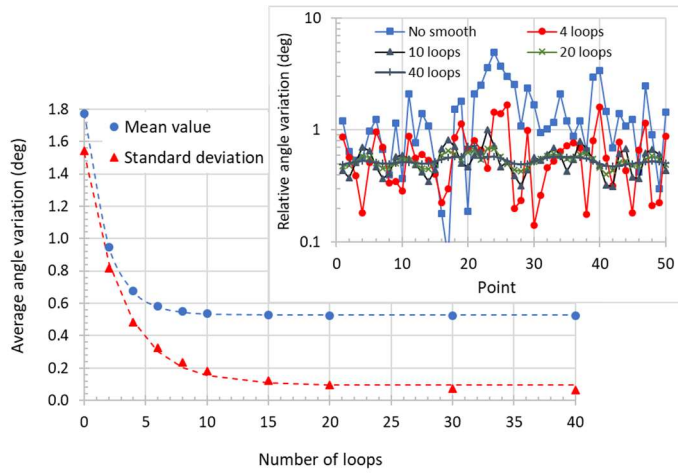 10
1
0.1
Relative angle variation (deg)
No smooth
4 loops
10 loops
20 loops
40 loops
0 10 20 30 40 50
Point
1.8
1.6
1.4
1.2
1.0
0.8
0.6
0.4
0.2
0.0
Average angle variation (deg)
Mean value
Standard deviation
0 5 10 15 20 25 30 35 40
Number of loops